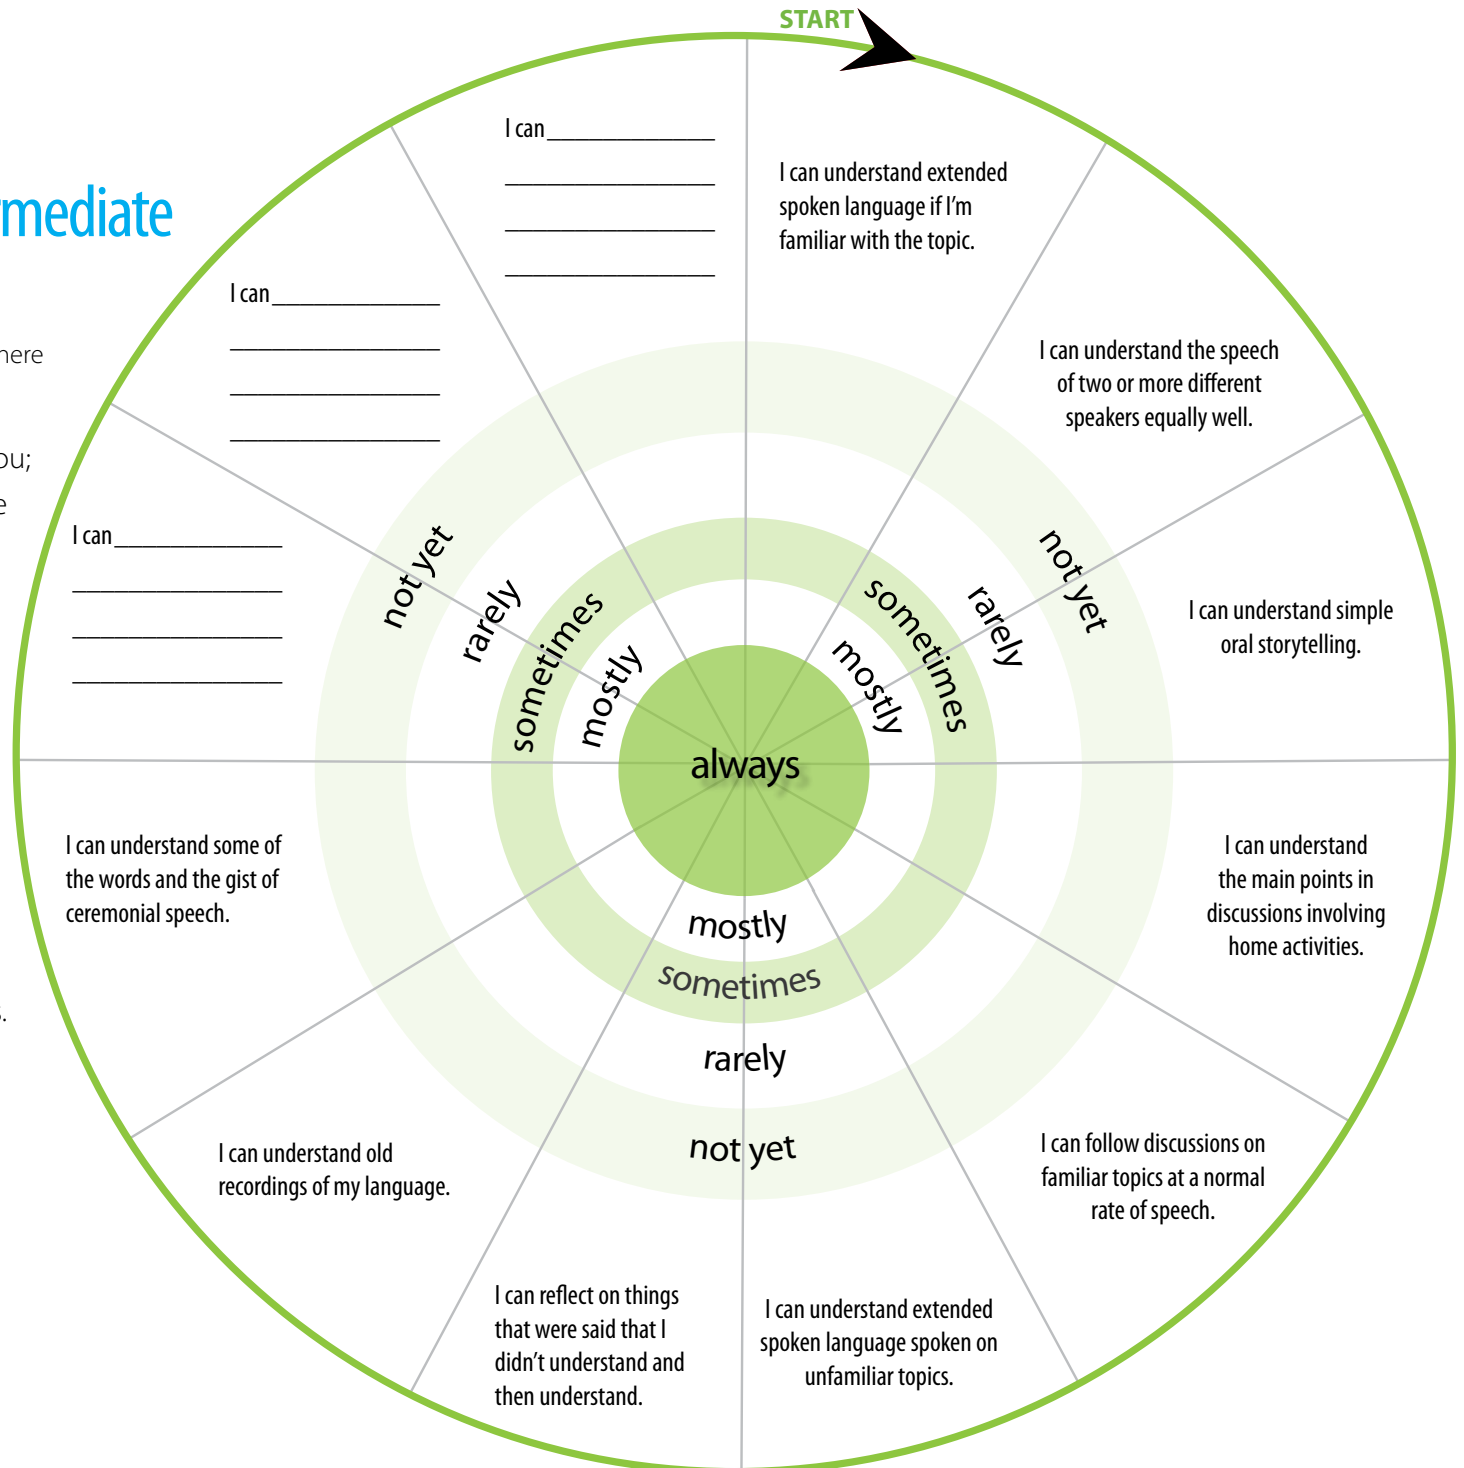 START
rmediate
here
ou;
e
s.
I can understand extended
spoken language if I’m
familiar with the topic.
I can understand the speech
of two or more different
speakers equally well.
I can understand simple
oral storytelling.
I can understand
the main points in
discussions involving
home activities.
I can follow discussions on
familiar topics at a normal
rate of speech.
I can understand extended
spoken language spoken on
unfamiliar topics.
I can reflect on things
that were said that I
didn’t understand and
then understand.
I can understand old
recordings of my language.
I can understand some of
the words and the gist of
ceremonial speech.
I can
I can
I can
not yet
rarely
sometimes
mostly
always
mostly
sometimes
rarely
not yet
mostly
sometimes
rarely
not yet